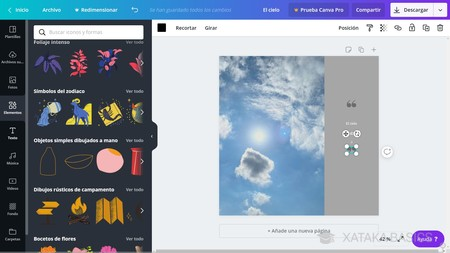 Inicio
Archivo
Redimensionar
Se han guardado todos los cambios
El cielo
Prueba Canva Pro
Compartir
Descargar
Buscar iconos y formas
Recortar
Girar
Posición
Plantillas
Follaje intenso
Ver todo
Fotos
Símbolos del zodiaco
Ver todo
Elementos
Texto
Objetos simples dibujados a mano
Ver todo
El cielo
Música
Vídeos
Dibujos rústicos de campamento
Ver todo
Fondo
Carpetas
Bocetos de flores
Ver todo
+ Añade una nueva página
42 %
Ayuda ?
XATAKA BASICS